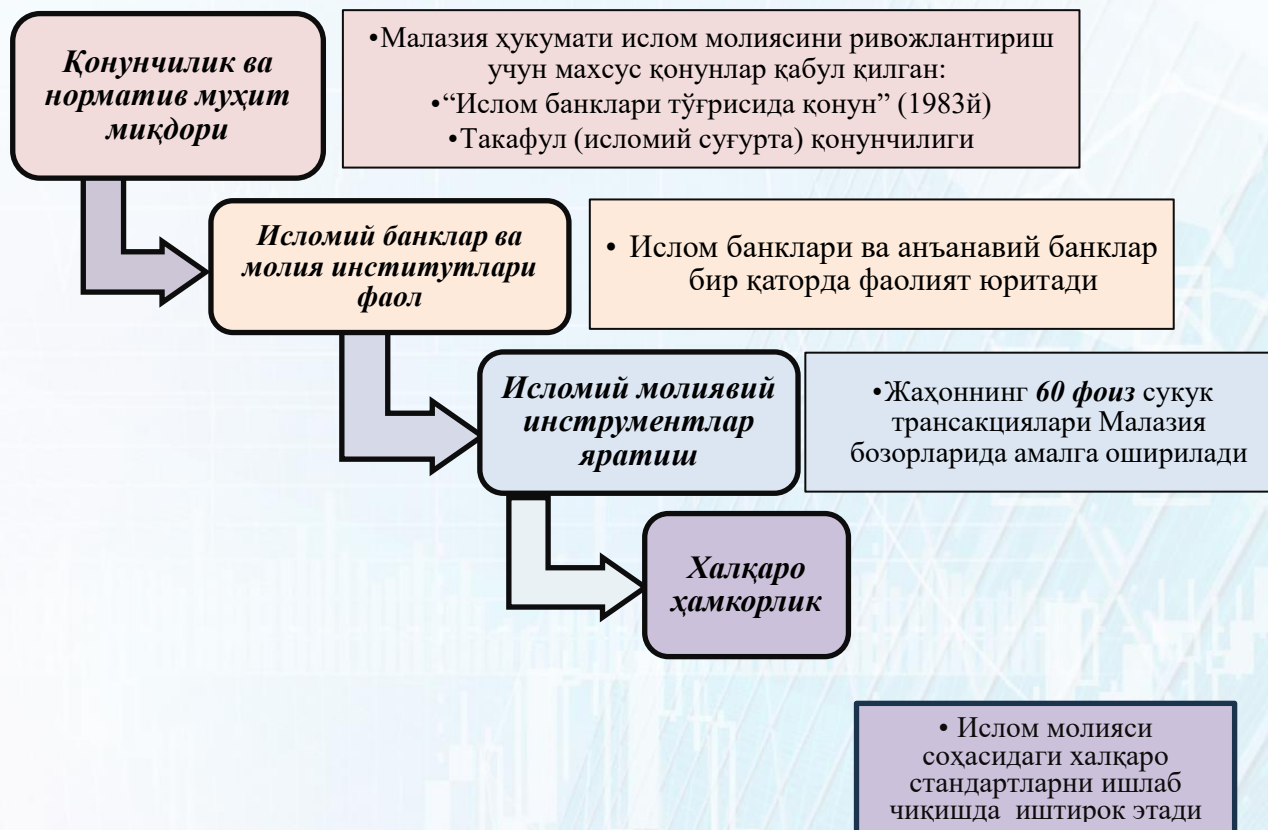 Қонунчилик ва
норматив муҳит
миқдори
•Малазия ҳукумати ислом молиясини ривожлантириш
учун махсус қонунлар қабул қилган:
•“Ислом банклари тўғрисида қонун” (1983й)
•Такафул (исломий суғурта) қонунчилиги
Исломий банклар ва
молия институтлари
фаол
• Ислом банклари ва анъанавий банклар
бир қаторда фаолият юритади
Исломий молиявий
инструментлар
яратиш
•Жаҳоннинг 60 фоиз сукук
трансакциялари Малазия
бозорларида амалга оширилади
Халқаро
ҳамкорлик
• Ислом молияси
соҳасидаги халқаро
стандартларни ишлаб
чиқишда иштирок этади